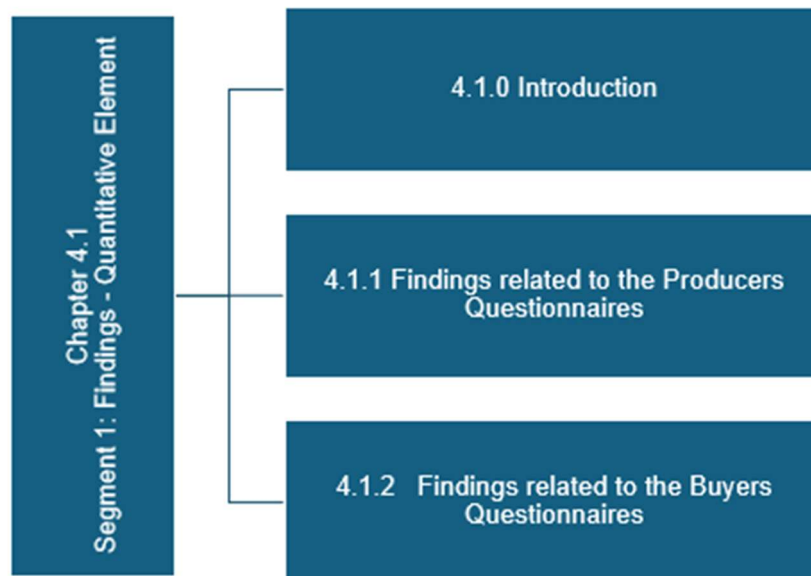 Chapter 4.1
Segment 1: Findings - Quantitative Element
4.1.0 Introduction
4.1.1 Findings related to the Producers
Questionnaires
4.1.2 Findings related to the Buyers
Questionnaires